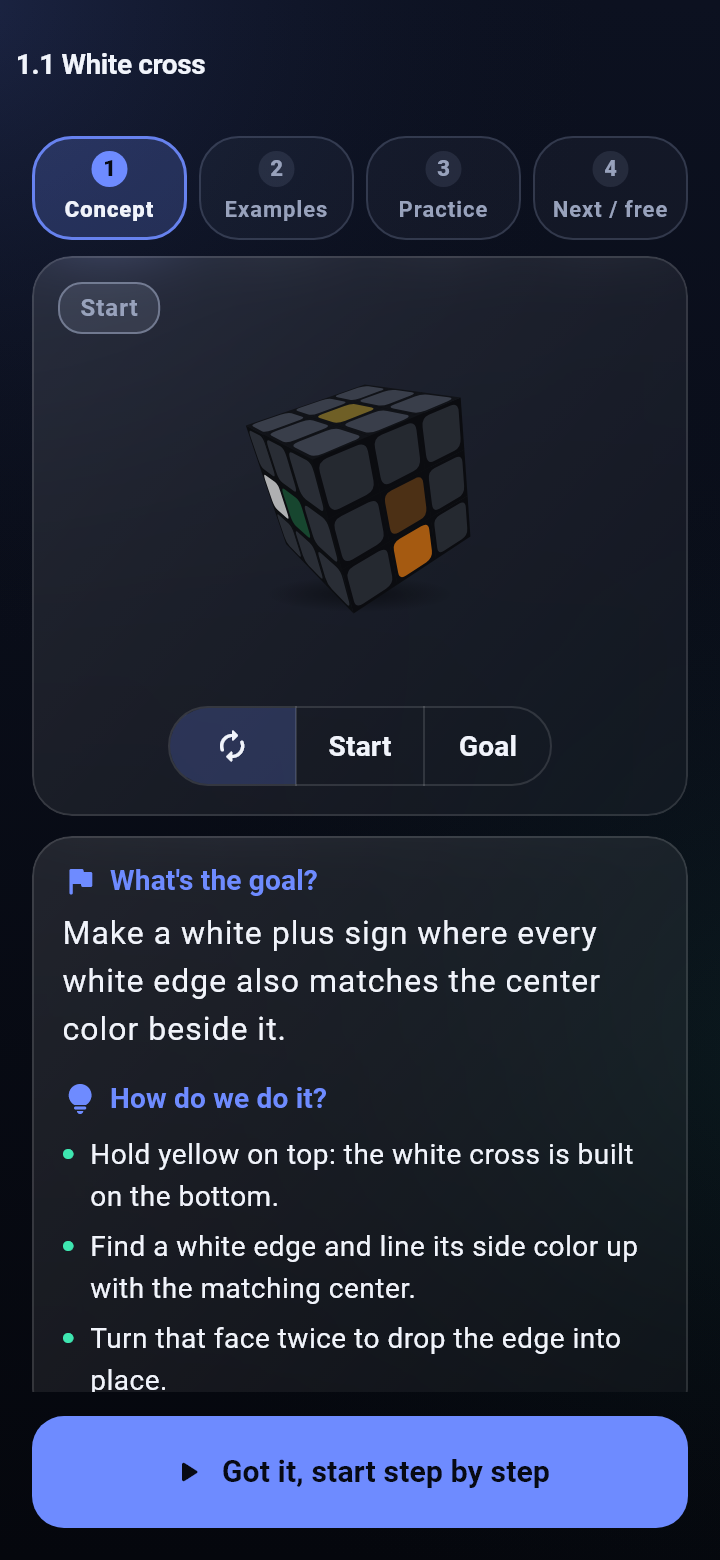 1.1 White cross
1
2
3
4
Concept
Examples
Practice
Next / free
Start
Start
Goal
What's the goal?
Make a white plus sign where every
white edge also matches the center
color beside it.
How do we do it?
Hold yellow on top: the white cross is built
on the bottom.
Find a white edge and line its side color up
with the matching center.
Turn that face twice to drop the edge into
place.
Got it, start step by step